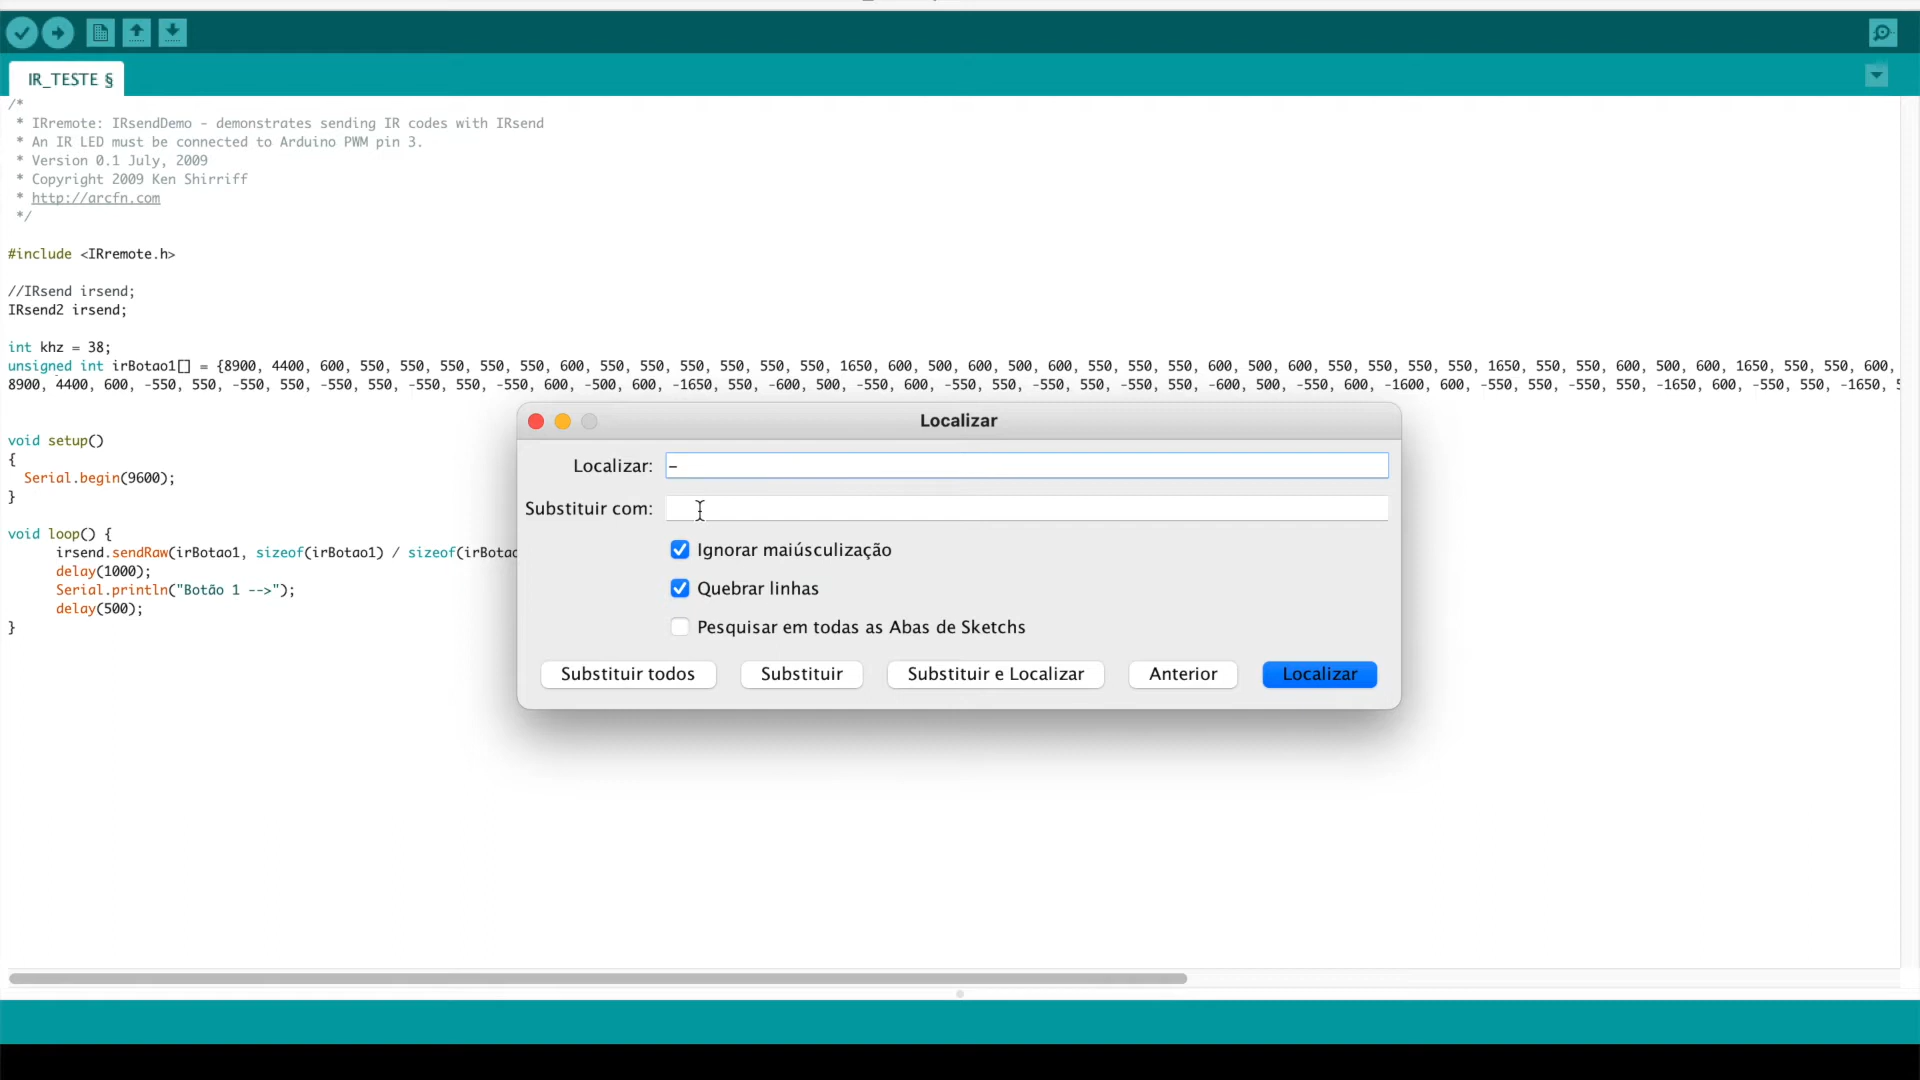 IR_TESTE §
/*
 * IRremote: IRsendDemo - demonstrates sending IR codes with IRsend
 * An IR LED must be connected to Arduino PWM pin 3.
 * Version 0.1 July, 2009
 * Copyright 2009 Ken Shirriff
 * http://arcfn.com
 */
#include <IRremote.h>
//IRsend irsend;
IRsend2 irsend;
int khz = 38;
unsigned int irBotao1[] = {8900, 4400, 600, 550, 550, 550, 550, 550, 600, 550, 550, 550, 550, 550, 550, 1650, 600, 500, 600, 500, 600, 550, 550, 550, 550, 550, 600, 500, 600, 550, 550, 550, 550, 1650, 550, 550, 600, 500, 600, 1650, 550, 550, 600,
8900, 4400, 600, -550, 550, -550, 550, -550, 550, -550, 550, -550, 600, -500, 600, -1650, 550, -600, 500, -550, 600, -550, 550, -550, 550, -550, 550, -600, 500, -550, 600, -1600, 600, -550, 550, -550, 550, -1650, 600, -550, 550, -1650,
void setup()
{
  Serial.begin(9600);
}
void loop() {
      irsend.sendRaw(irBotao1, sizeof(irBotao1) / sizeof(irBotao
      delay(1000);
      Serial.println("Botão 1 -->");
      delay(500);
}
Localizar
Localizar: -
Substituir com:
Ignorar maiúsculização
Quebrar linhas
Pesquisar em todas as Abas de Sketchs
Substituir todos Substituir Substituir e Localizar Anterior Localizar